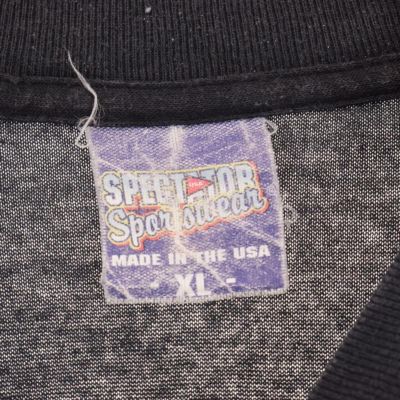 SPECTATOR
Sportswear
MADE IN THE USA
- XL -